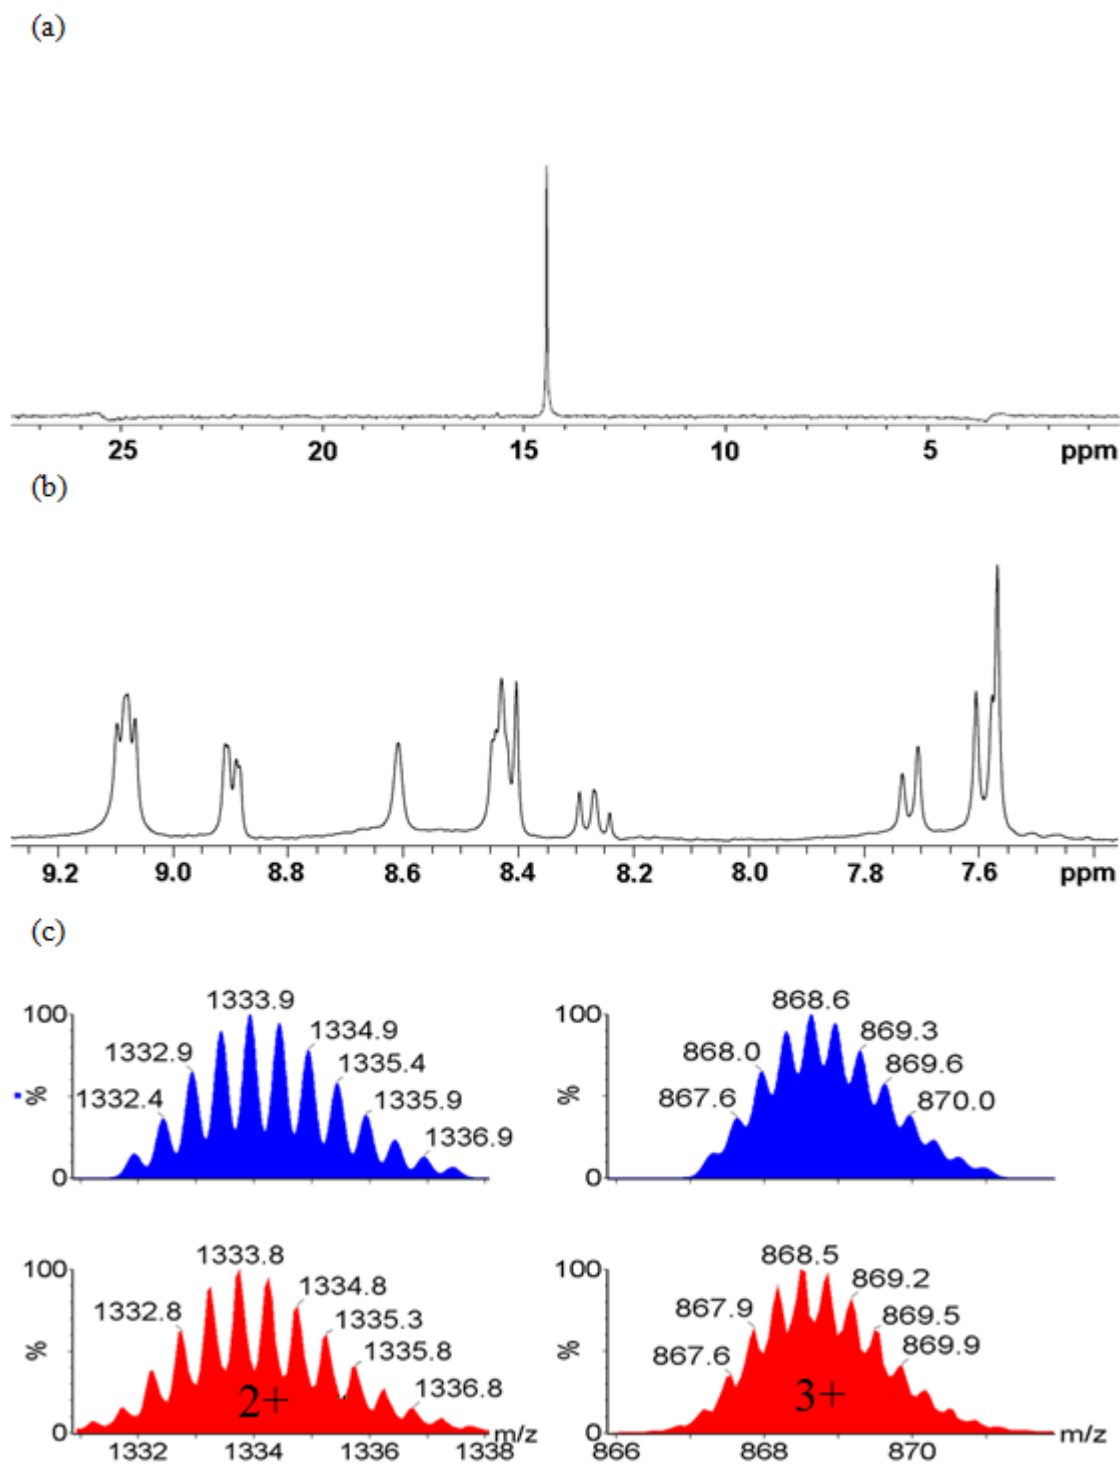 (a)
25 20 15 10 5 ppm
(b)
9.2 9.0 8.8 8.6 8.4 8.2 8.0 7.8 7.6 ppm
(c)
100 1333.9 1332.9 1334.9 1332.4 1335.4 1335.9 1336.9 % 0
100 868.6 868.0 869.3 867.6 869.6 870.0 % 0
100 1333.8 1332.8 1334.8 1335.3 1335.8 1336.8 % 2+ 0
1332 1334 1336 1338 m/z
100 868.5 867.9 869.2 867.6 869.5 869.9 % 3+ 0
866 868 870 m/z